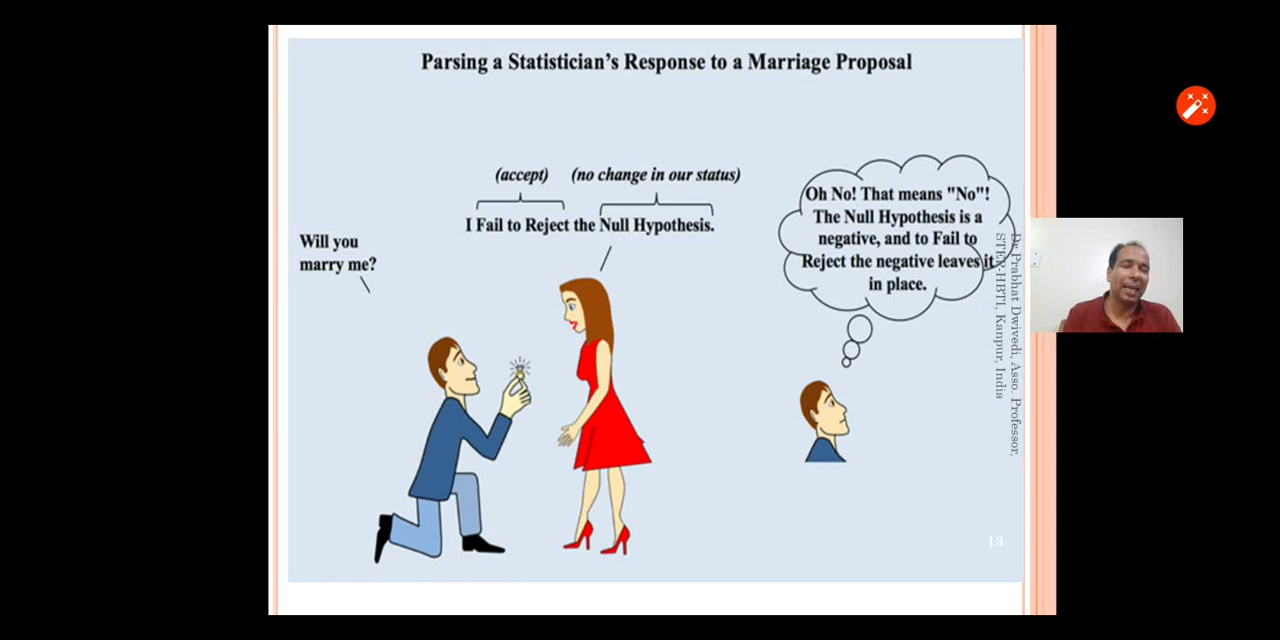 Parsing a Statistician's Response to a Marriage Proposal
(accept) (no change in our status)
I Fail to Reject the Null Hypothesis.
Will you
marry me?
Oh No! That means "No"!
The Null Hypothesis is a
negative, and to Fail to
Reject the negative leaves it
in place.
Dr Prabhat Dwivedi, Asso. Professor,
STEP-HBTI, Kanpur, India
13